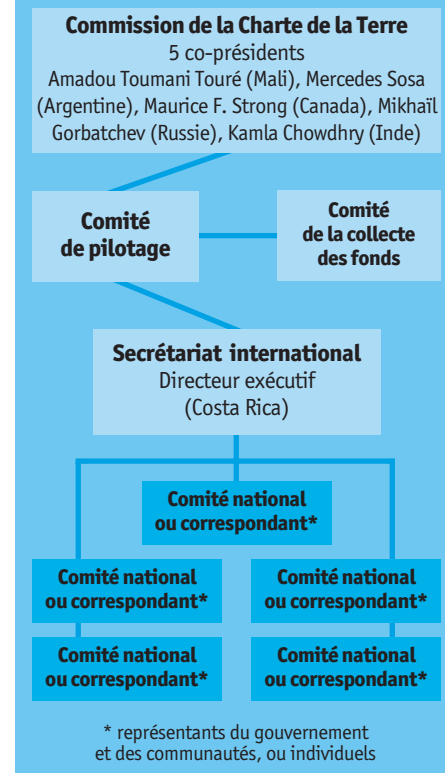 Commission de la Charte de la Terre
5 co-présidents
Amadou Toumani Touré (Mali), Mercedes Sosa
(Argentine), Maurice F. Strong (Canada), Mikhaïl
Gorbatchev (Russie), Kamla Chowdhry (Inde)
Comité
de pilotage
Comité
de la collecte
des fonds
Secrétariat international
Directeur exécutif
(Costa Rica)
Comité national
ou correspondant*
Comité national
ou correspondant*
Comité national
ou correspondant*
Comité national
ou correspondant*
Comité national
ou correspondant*
* représentants du gouvernement
et des communautés, ou individuels